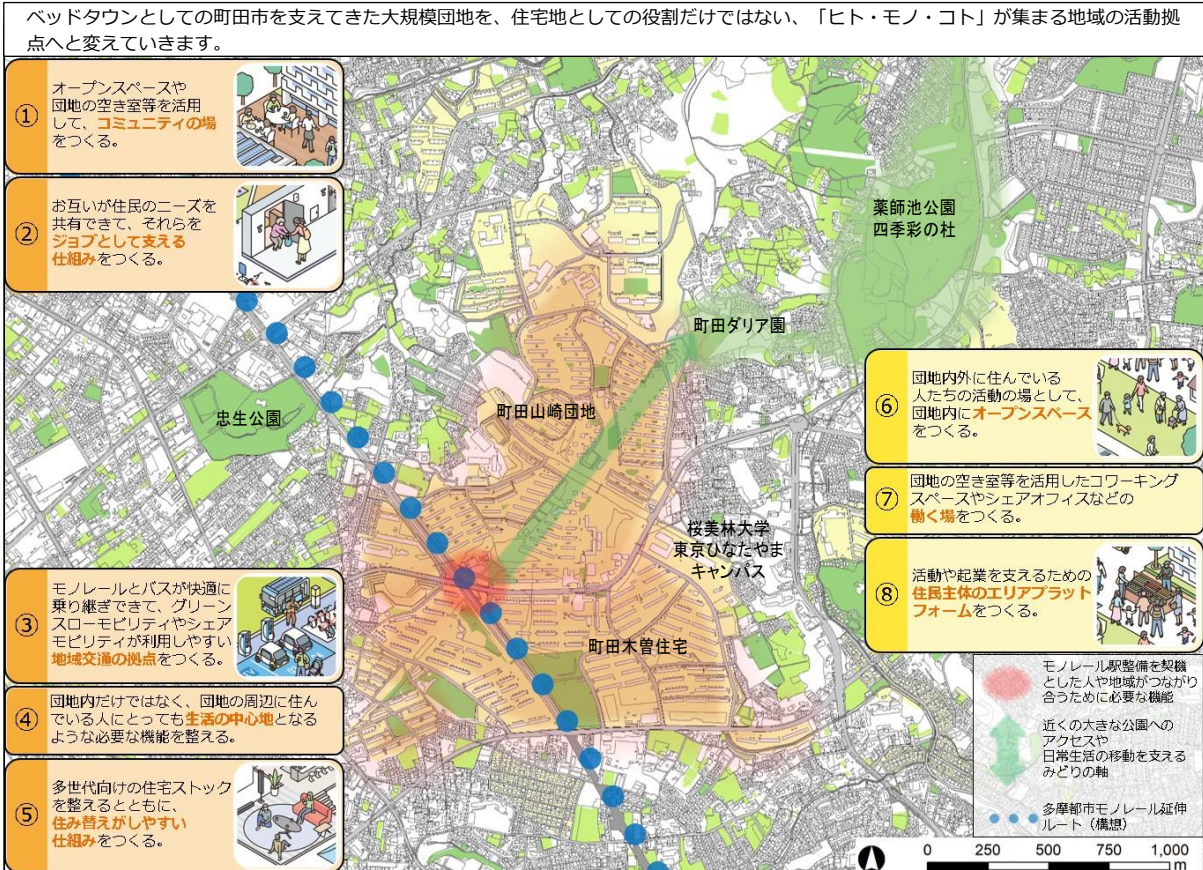 ベッドタウンとしての町田市を支えてきた大規模団地を、住宅地としての役割だけではない、「ヒト・モノ・コト」が集まる地域の活動拠
点へと変えていきます。
①
オープンスペースや
団地の空き室等を活用
して、コミュニティの場
をつくる。
②
お互いが住民のニーズを
共有できて、それらを
ジョブとして支える
仕組みをつくる。
薬師池公園
四季彩の杜
町田ダリア園
忠生公園
町田山崎団地
桜美林大学
東京ひなたやま
キャンパス
町田木曽住宅
③
モノレールとバスが快適に
乗り継ぎできて、グリーン
スローモビリティやシェア
モビリティが利用しやすい
地域交通の拠点をつくる。
④
団地内だけではなく、団地の周辺に住ん
でいる人にとっても生活の中心地となる
ような必要な機能を整える。
⑤
多世代向けの住宅ストック
を整えるとともに、
住み替えがしやすい
仕組みをつくる。
⑥
団地内外に住んでいる
人たちの活動の場として、
団地内にオープンスペース
をつくる。
⑦
団地の空き室等を活用したコワーキング
スペースやシェアオフィスなどの
働く場をつくる。
⑧
活動や起業を支えるための
住民主体のエリアプラット
フォームをつくる。
モノレール駅整備を契機
とした人や地域がつながり
合うために必要な機能
近くの大きな公園への
アクセスや
日常生活の移動を支える
みどりの軸
多摩都市モノレール延伸
ルート（構想）
0 250 500 750 1,000
m